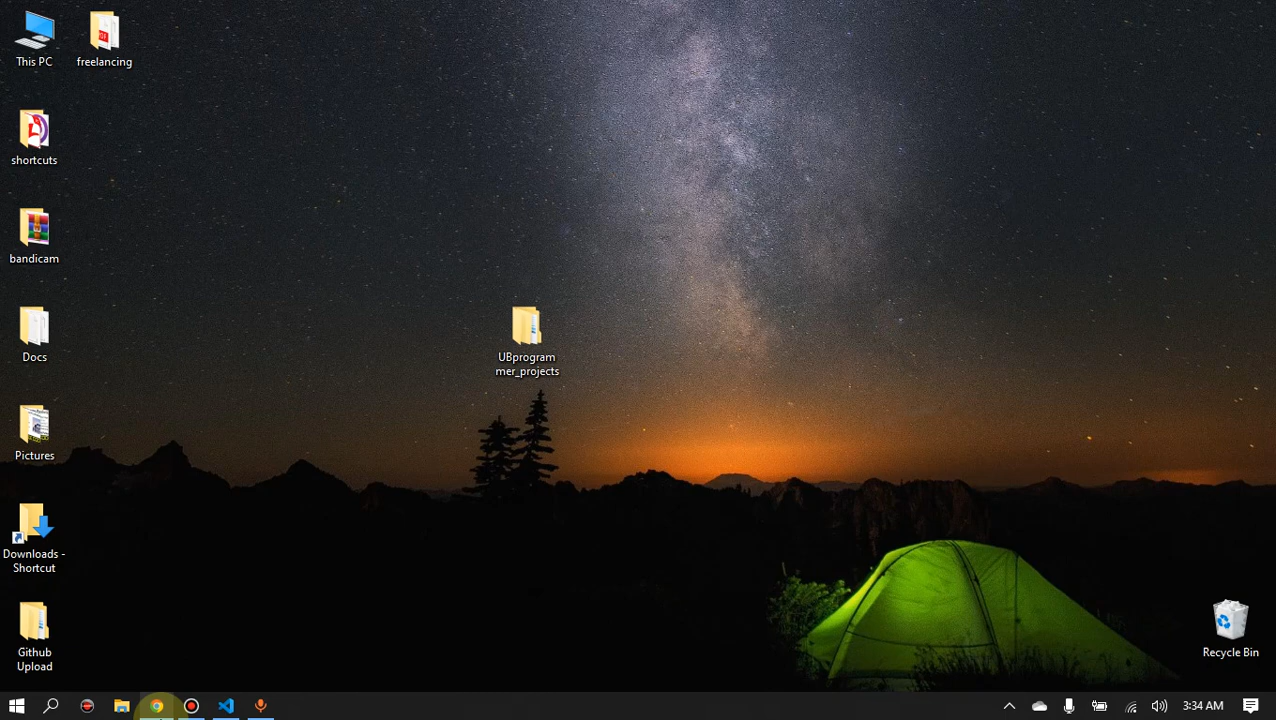 This PC
freelancing
shortcuts
bandicam
Docs
UBprogram
mer_projects
Pictures
Downloads -
Shortcut
Github
Upload
Recycle Bin
3:34 AM